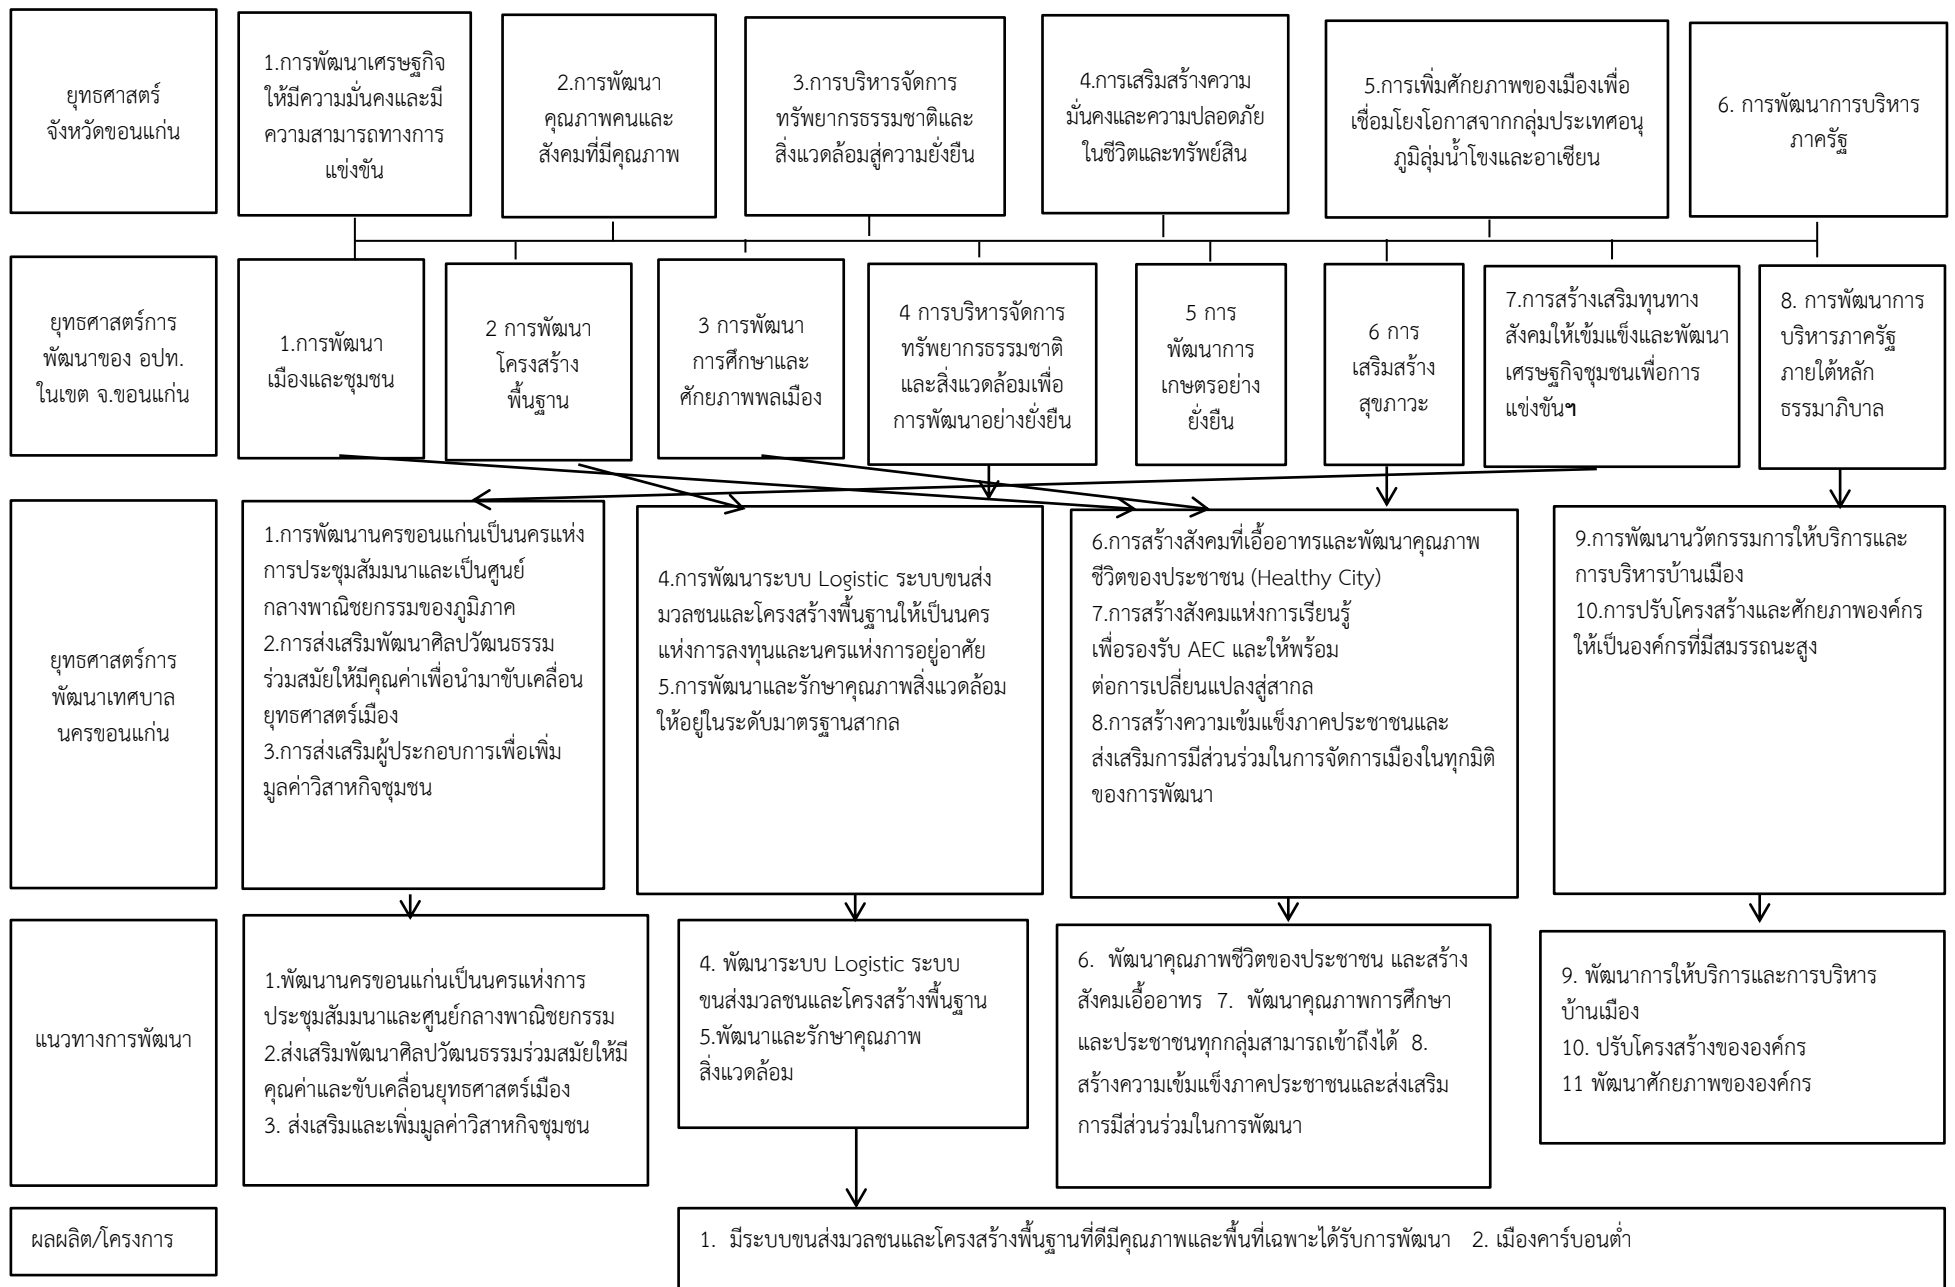 ยุทธศาสตร์
จังหวัดขอนแก่น
1.การพัฒนาเศรษฐกิจ
ให้มีความมั่นคงและมี
ความสามารถทางการ
แข่งขัน
2.การพัฒนา
คุณภาพคนและ
สังคมที่มีคุณภาพ
3.การบริหารจัดการ
ทรัพยากรธรรมชาติและ
สิ่งแวดล้อมสู่ความยั่งยืน
4.การเสริมสร้างความ
มั่นคงและความปลอดภัย
ในชีวิตและทรัพย์สิน
5.การเพิ่มศักยภาพของเมืองเพื่อ
เชื่อมโยงโอกาสจากกลุ่มประเทศอนุ
ภูมิลุ่มน้ำโขงและอาเซียน
6. การพัฒนาการบริหาร
ภาครัฐ
ยุทธศาสตร์การ
พัฒนาของ อปท.
ในเขต จ.ขอนแก่น
1.การพัฒนา
เมืองและชุมชน
2 การพัฒนา
โครงสร้าง
พื้นฐาน
3 การพัฒนา
การศึกษาและ
ศักยภาพพลเมือง
4 การบริหารจัดการ
ทรัพยากรธรรมชาติ
และสิ่งแวดล้อมเพื่อ
การพัฒนาอย่างยั่งยืน
5 การ
พัฒนาการ
เกษตรอย่าง
ยั่งยืน
6 การ
เสริมสร้าง
สุขภาวะ
7.การสร้างเสริมทุนทาง
สังคมให้เข้มแข็งและพัฒนา
เศรษฐกิจชุมชนเพื่อการ
แข่งขันฯ
8. การพัฒนาการ
บริหารภาครัฐ
ภายใต้หลัก
ธรรมาภิบาล
ยุทธศาสตร์การ
พัฒนาเทศบาล
นครขอนแก่น
1.การพัฒนานครขอนแก่นเป็นนครแห่ง
การประชุมสัมมนาและเป็นศูนย์
กลางพาณิชยกรรมของภูมิภาค
2.การส่งเสริมพัฒนาศิลปวัฒนธรรม
ร่วมสมัยให้มีคุณค่าเพื่อนำมาขับเคลื่อน
ยุทธศาสตร์เมือง
3.การส่งเสริมผู้ประกอบการเพื่อเพิ่ม
มูลค่าวิสาหกิจชุมชน
4.การพัฒนาระบบ Logistic ระบบขนส่ง
มวลชนและโครงสร้างพื้นฐานให้เป็นนคร
แห่งการลงทุนและนครแห่งการอยู่อาศัย
5.การพัฒนาและรักษาคุณภาพสิ่งแวดล้อม
ให้อยู่ในระดับมาตรฐานสากล
6.การสร้างสังคมที่เอื้ออาทรและพัฒนาคุณภาพ
ชีวิตของประชาชน (Healthy City)
7.การสร้างสังคมแห่งการเรียนรู้
เพื่อรองรับ AEC และให้พร้อม
ต่อการเปลี่ยนแปลงสู่สากล
8.การสร้างความเข้มแข็งภาคประชาชนและ
ส่งเสริมการมีส่วนร่วมในการจัดการเมืองในทุกมิติ
ของการพัฒนา
9.การพัฒนานวัตกรรมการให้บริการและ
การบริหารบ้านเมือง
10.การปรับโครงสร้างและศักยภาพองค์กร
ให้เป็นองค์กรที่มีสมรรถนะสูง
แนวทางการพัฒนา
1.พัฒนานครขอนแก่นเป็นนครแห่งการ
ประชุมสัมมนาและศูนย์กลางพาณิชยกรรม
2.ส่งเสริมพัฒนาศิลปวัฒนธรรมร่วมสมัยให้มี
คุณค่าและขับเคลื่อนยุทธศาสตร์เมือง
3. ส่งเสริมและเพิ่มมูลค่าวิสาหกิจชุมชน
4. พัฒนาระบบ Logistic ระบบ
ขนส่งมวลชนและโครงสร้างพื้นฐาน
5.พัฒนาและรักษาคุณภาพ
สิ่งแวดล้อม
6. พัฒนาคุณภาพชีวิตของประชาชน และสร้าง
สังคมเอื้ออาทร 7. พัฒนาคุณภาพการศึกษา
และประชาชนทุกกลุ่มสามารถเข้าถึงได้ 8.
สร้างความเข้มแข็งภาคประชาชนและส่งเสริม
การมีส่วนร่วมในการพัฒนา
9. พัฒนาการให้บริการและการบริหาร
บ้านเมือง
10. ปรับโครงสร้างขององค์กร
11 พัฒนาศักยภาพขององค์กร
ผลผลิต/โครงการ
1. มีระบบขนส่งมวลชนและโครงสร้างพื้นฐานที่ดีมีคุณภาพและพื้นที่เฉพาะได้รับการพัฒนา 2. เมืองคาร์บอนต่ำ